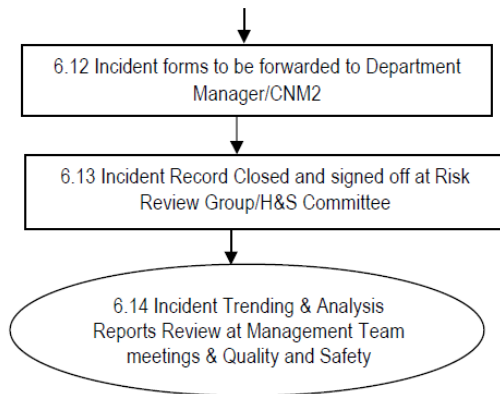 6.12 Incident forms to be forwarded to Department
Manager/CNM2
6.13 Incident Record Closed and signed off at Risk
Review Group/H&S Committee
6.14 Incident Trending & Analysis
Reports Review at Management Team
meetings & Quality and Safety